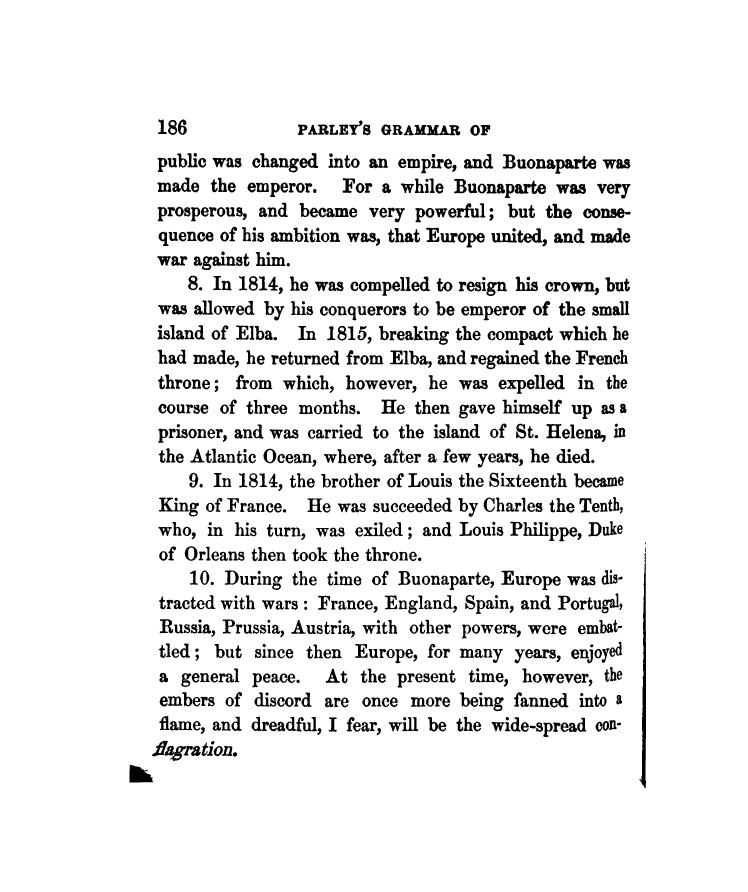 186 PARLEY'S GRAMMAR OF
public was changed into an empire, and Buonaparte was
made the emperor. For a while Buonaparte was very
prosperous, and became very powerful; but the conse-
quence of his ambition was, that Europe united, and made
war against him.
8. In 1814, he was compelled to resign his crown, but
was allowed by his conquerors to be emperor of the small
island of Elba. In 1815, breaking the compact which he
had made, he returned from Elba, and regained the French
throne; from which, however, he was expelled in the
course of three months. He then gave himself up as a
prisoner, and was carried to the island of St. Helena, in
the Atlantic Ocean, where, after a few years, he died.
9. In 1814, the brother of Louis the Sixteenth became
King of France. He was succeeded by Charles the Tenth,
who, in his turn, was exiled; and Louis Philippe, Duke
of Orleans then took the throne.
10. During the time of Buonaparte, Europe was dis-
tracted with wars: France, England, Spain, and Portugal,
Russia, Prussia, Austria, with other powers, were embat-
tled; but since then Europe, for many years, enjoyed
a general peace. At the present time, however, the
embers of discord are once more being fanned into a
flame, and dreadful, I fear, will be the wide-spread con-
flagration.